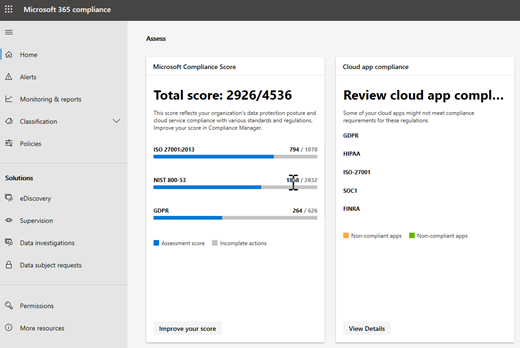 Microsoft 365 compliance
Home
Alerts
Monitoring & reports
Classification
Policies
Solutions
eDiscovery
Supervision
Data investigations
Data subject requests
Permissions
More resources
Assess
Microsoft Compliance Score
Total score: 2926/4536
This score reflects your organization's data protection posture and
cloud service compliance with various standards and regulations.
Improve your score in Compliance Manager.
ISO 27001:2013 794 / 1078
NIST 800-53 / 2832
GDPR 264 / 626
Assessment score Incomplete actions
Improve your score
Cloud app compliance
Review cloud app compl...
Some of your cloud apps might not meet compliance
requirements for these regulations
GDPR
HIPAA
ISO-27001
SOC1
FINRA
Non-compliant apps Non-compliant apps
View Details